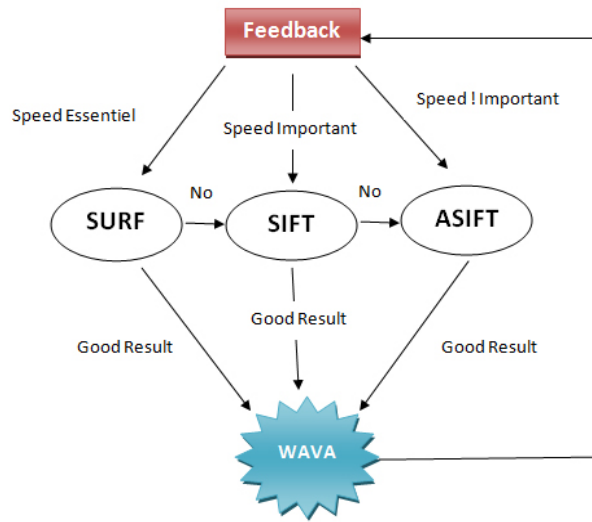 Feedback
Speed Essentiel
Speed Important
Speed ! Important
No
No
SURF
SIFT
ASIFT
Good Result
Good Result
Good Result
WAVA